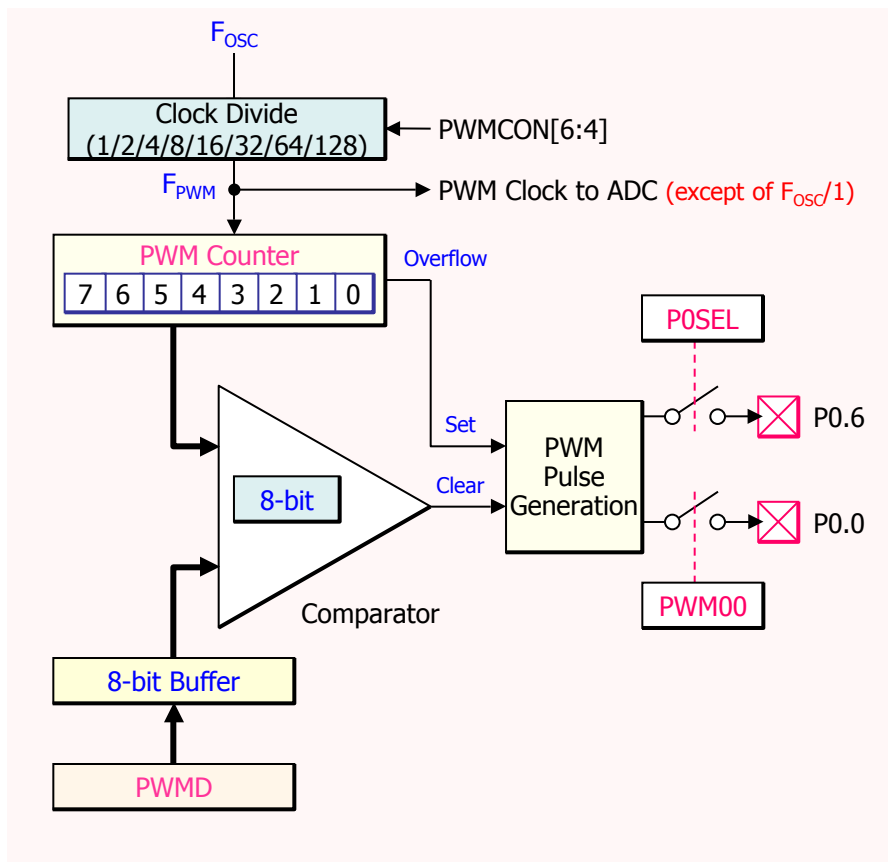 FOSC
Clock Divide
(1/2/4/8/16/32/64/128)
PWMCON[6:4]
FPWM
PWM Clock to ADC (except of FOSC/1)
PWM Counter
Overflow
7 6 5 4 3 2 1 0
P0SEL
Set
P0.6
PWM
Pulse
Generation
8-bit
Clear
P0.0
Comparator
PWM00
8-bit Buffer
PWMD